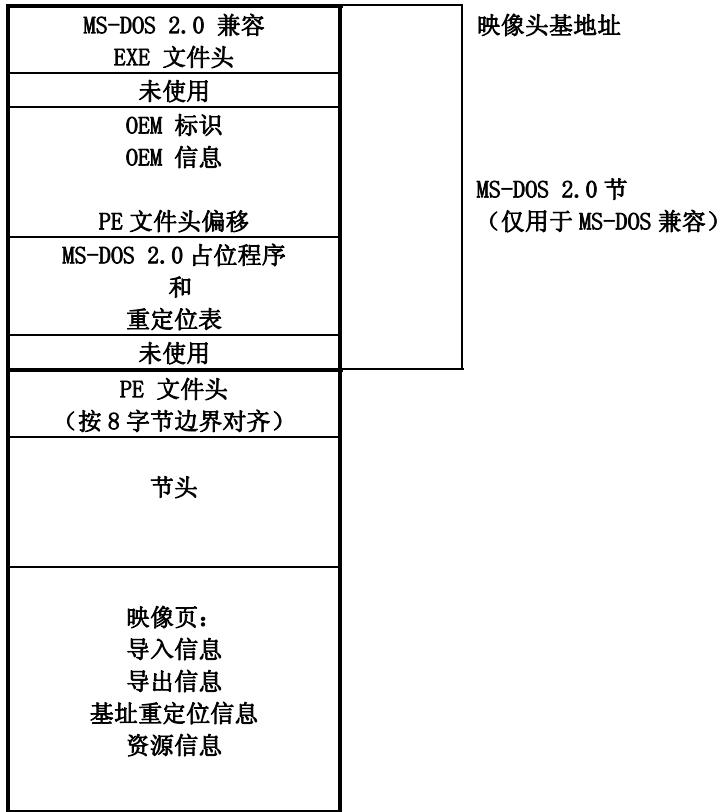 MS-DOS 2.0 兼容
EXE 文件头
未使用
OEM 标识
OEM 信息
PE 文件头偏移
MS-DOS 2.0 占位程序
和
重定位表
未使用
PE 文件头
（按 8 字节边界对齐）
节头
映像页：
导入信息
导出信息
基址重定位信息
资源信息
映像头基地址
MS-DOS 2.0 节
（仅用于 MS-DOS 兼容）